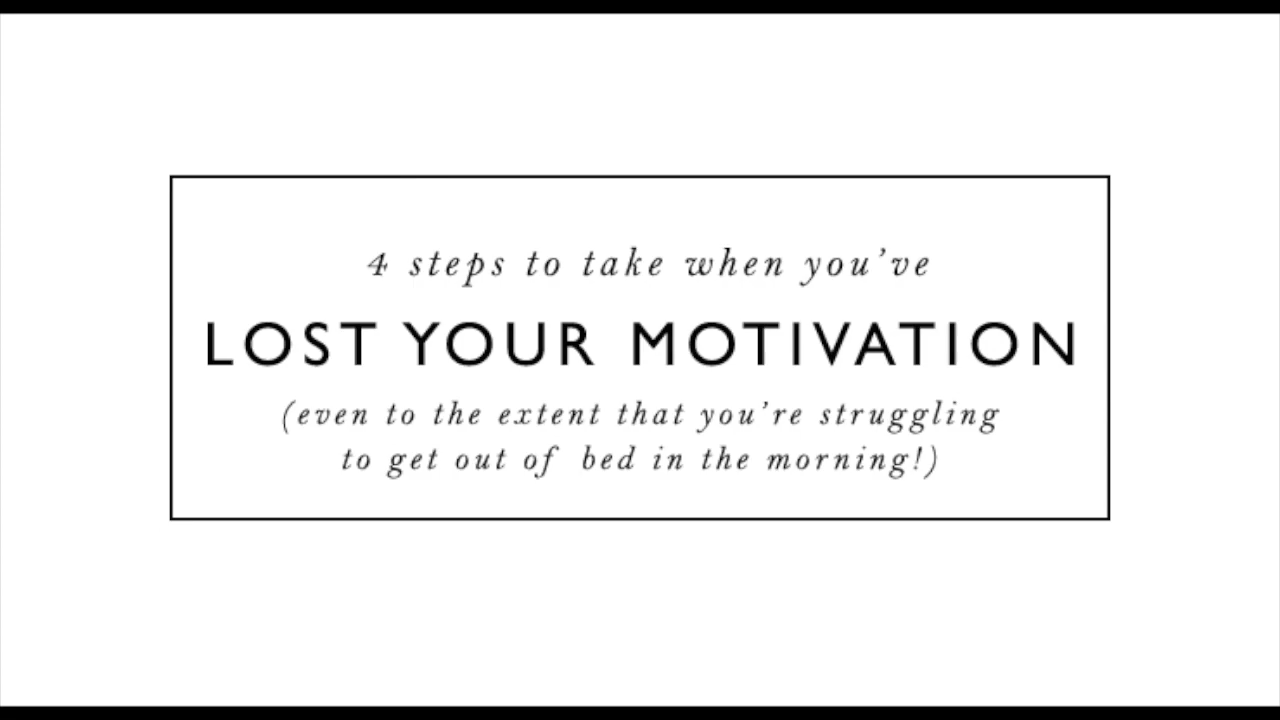 4 steps to take when you've
LOST YOUR MOTIVATION
(even to the extent that you're struggling
to get out of bed in the morning!)